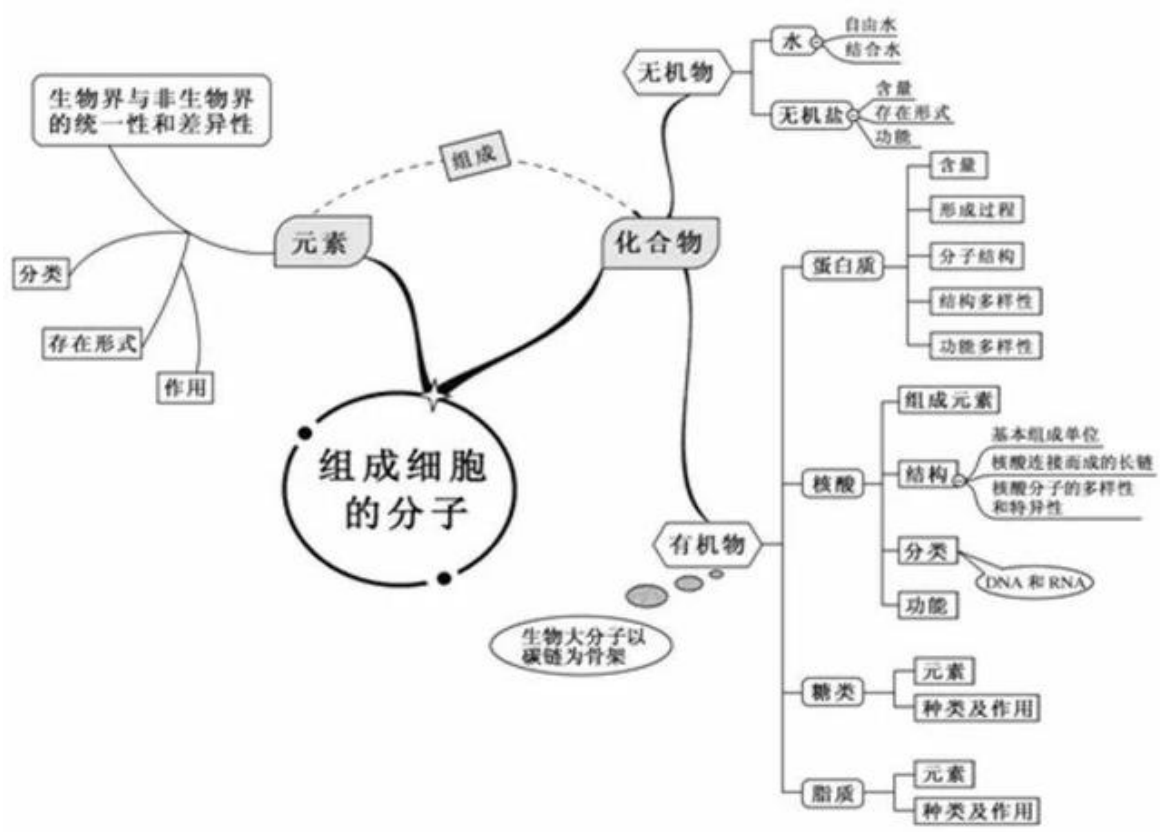 生物界与非生物界
的统一性和差异性
组成
元素
分类
存在形式
作用
化合物
组成细胞
的分子
无机物
水
自由水
结合水
无机盐
含量
存在形式
功能
有机物
生物大分子以
碳链为骨架
蛋白质
含量
形成过程
分子结构
结构多样性
功能多样性
核酸
组成元素
结构
基本组成单位
核酸连接而成的长链
核酸分子的多样性
和特异性
分类
DNA 和 RNA
功能
糖类
元素
种类及作用
脂质
元素
种类及作用